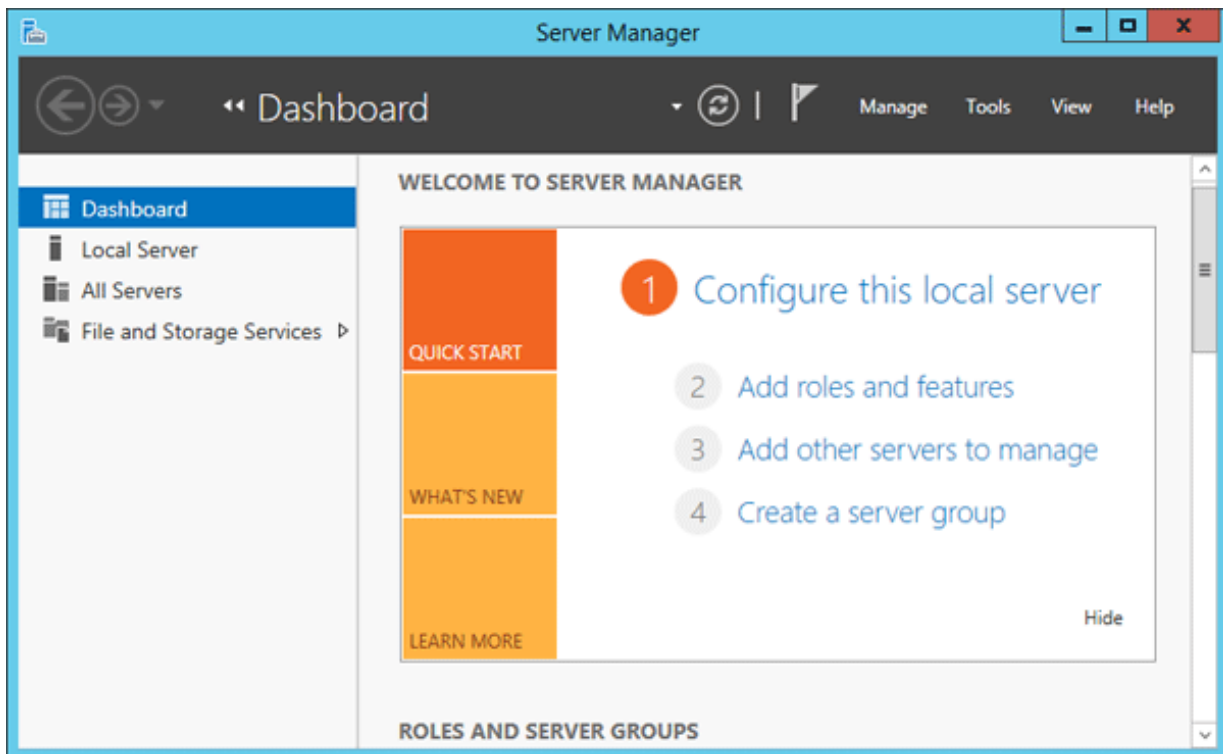 Server Manager
Dashboard
Manage Tools View Help
Dashboard
Local Server
All Servers
File and Storage Services
WELCOME TO SERVER MANAGER
QUICK START
WHAT'S NEW
LEARN MORE
1 Configure this local server
2 Add roles and features
3 Add other servers to manage
4 Create a server group
Hide
ROLES AND SERVER GROUPS